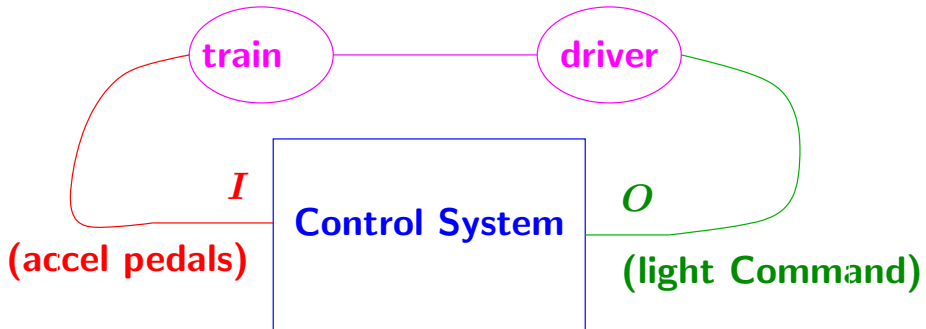 train driver
I
O
Control System
(accel pedals)
(light Command)